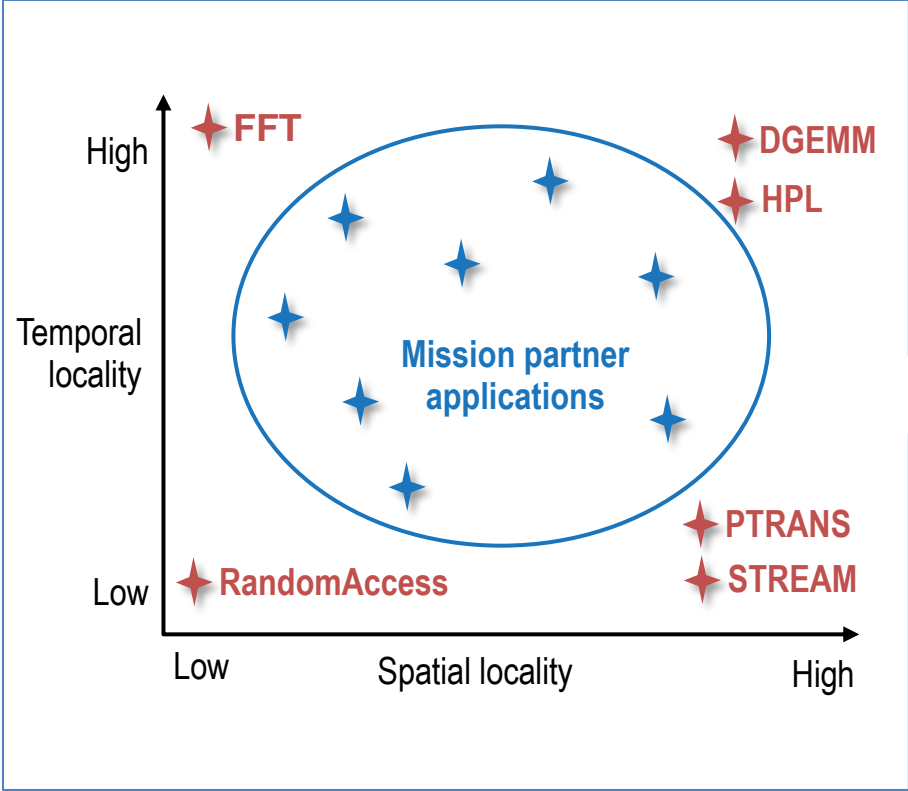 FFT
DGEMM
High
HPL
Temporal
locality
Mission partner
applications
PTRANS
Low
RandomAccess
STREAM
Low
Spatial locality
High